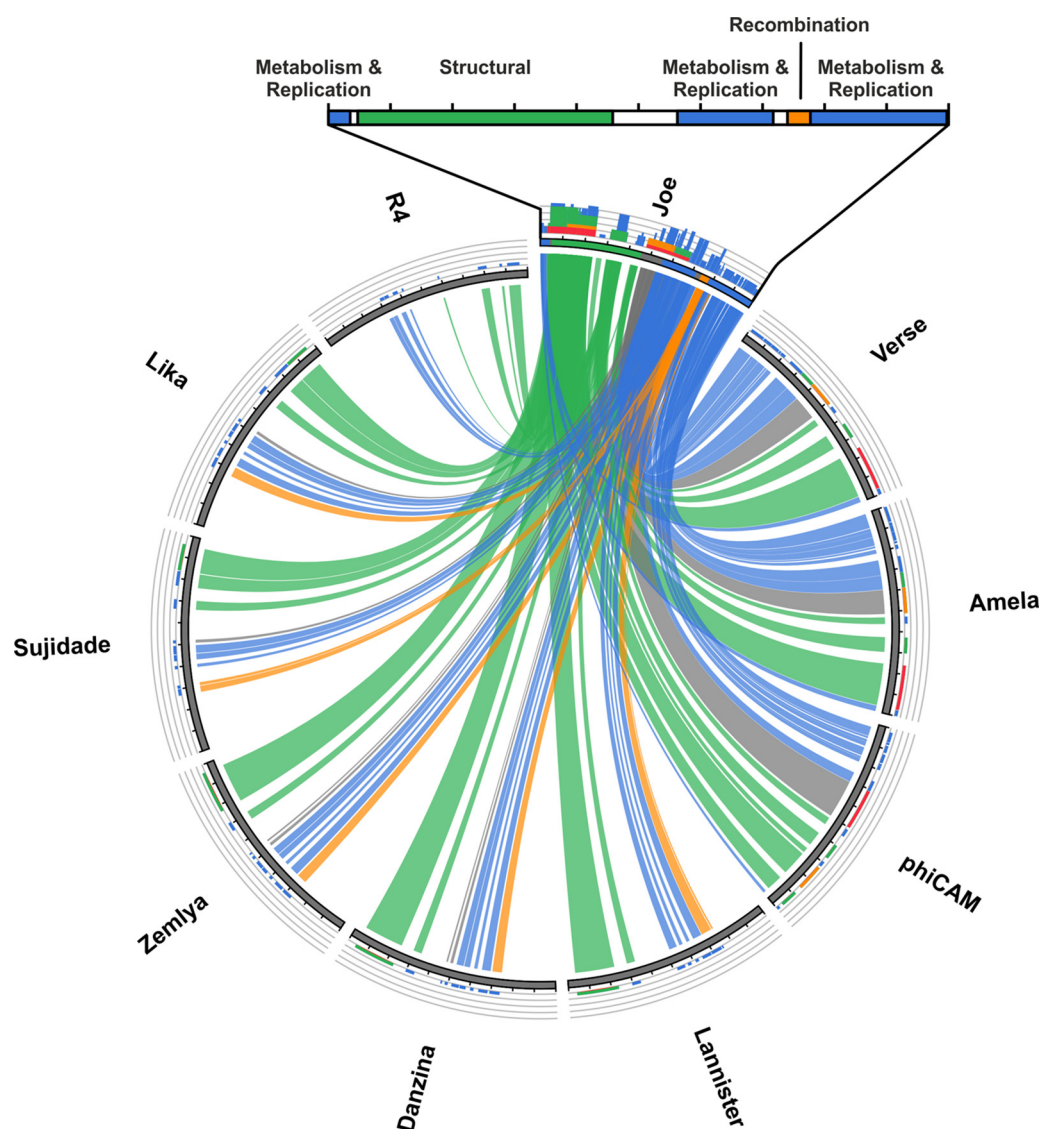 Recombination
Metabolism &
Replication
Structural
Metabolism &
Replication
Metabolism &
Replication
Joe
R4
Verse
Lika
Amela
Sujidade
phiCAM
Zemlya
Danzina
Lannister